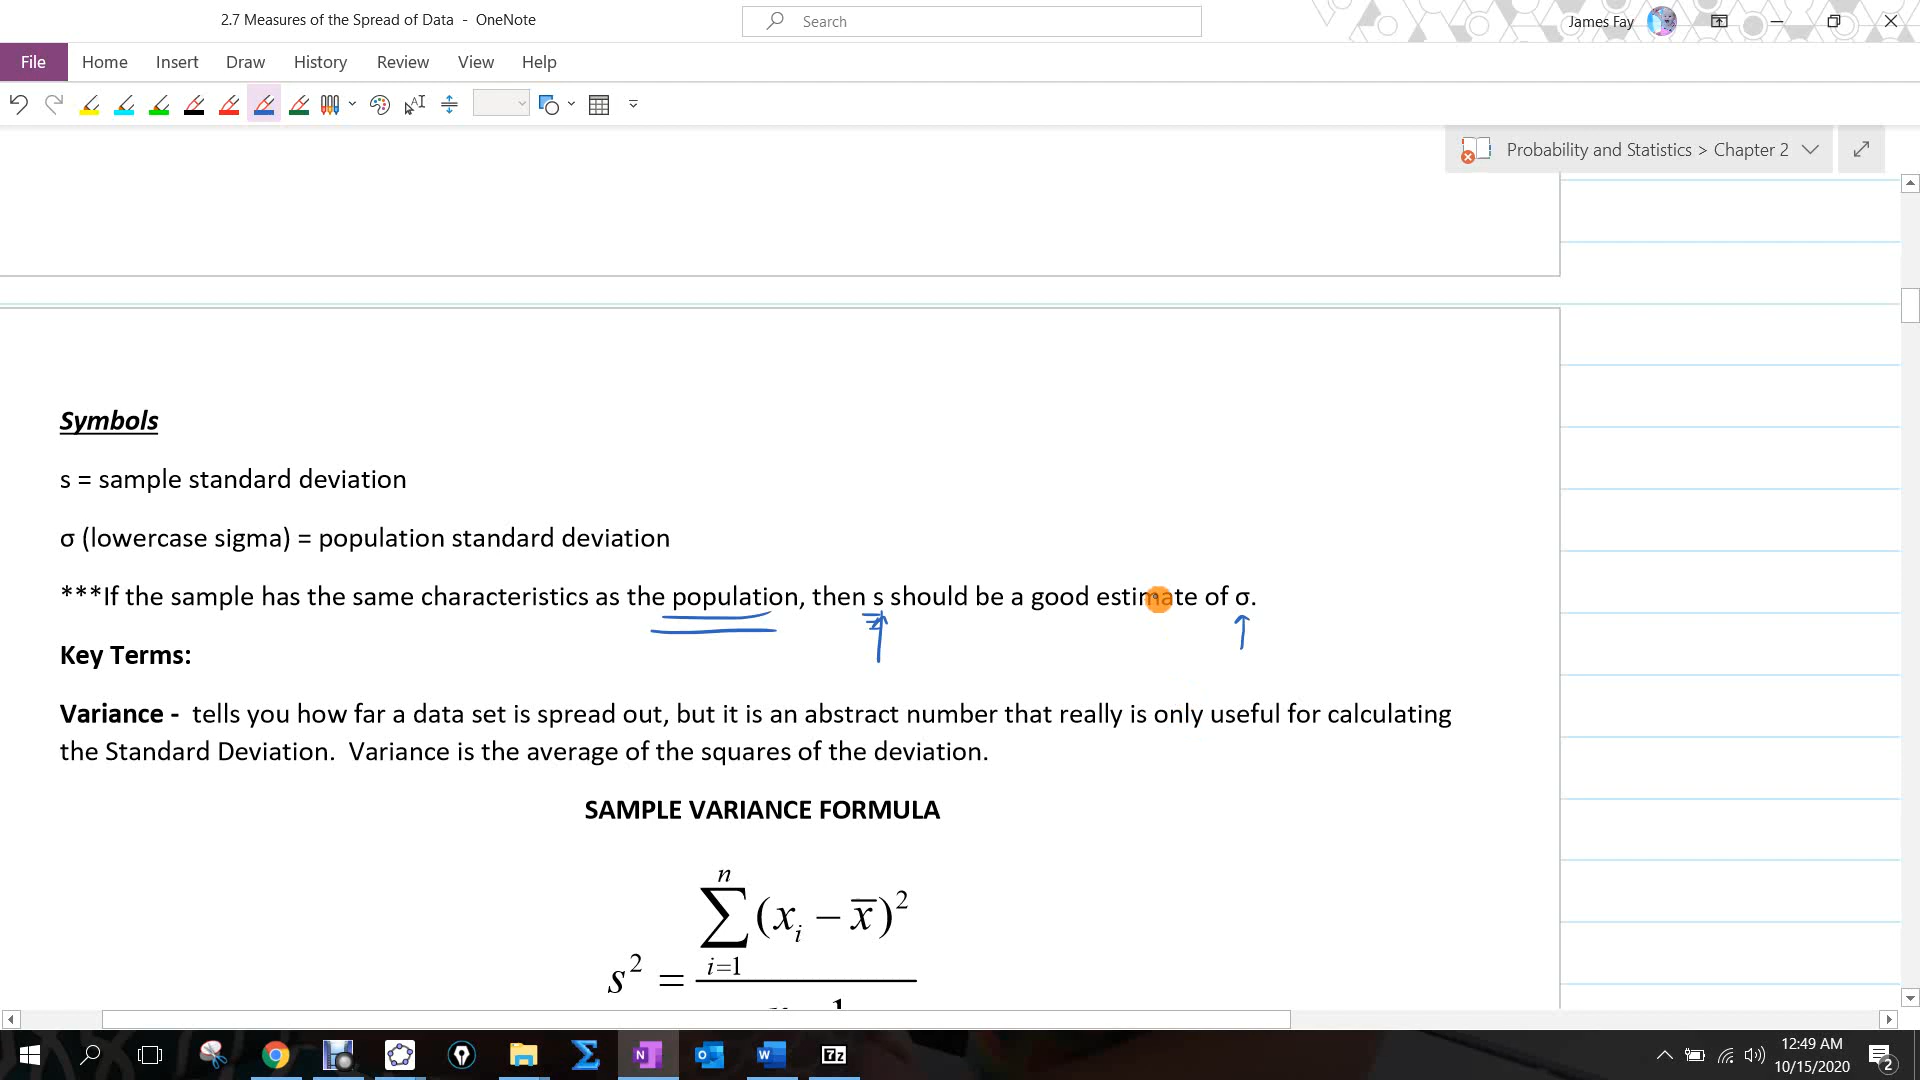 2.7 Measures of the Spread of Data - OneNote
Search
James Fay
File Home Insert Draw History Review View Help
Probability and Statistics > Chapter 2
Symbols
s = sample standard deviation
σ (lowercase sigma) = population standard deviation
***If the sample has the same characteristics as the population, then s should be a good estimate of σ.
Key Terms:
Variance - tells you how far a data set is spread out, but it is an abstract number that really is only useful for calculating
the Standard Deviation. Variance is the average of the squares of the deviation.
SAMPLE VARIANCE FORMULA
n
∑(xᵢ − x̅)²
i=1
s² =
12:49 AM
10/15/2020
2